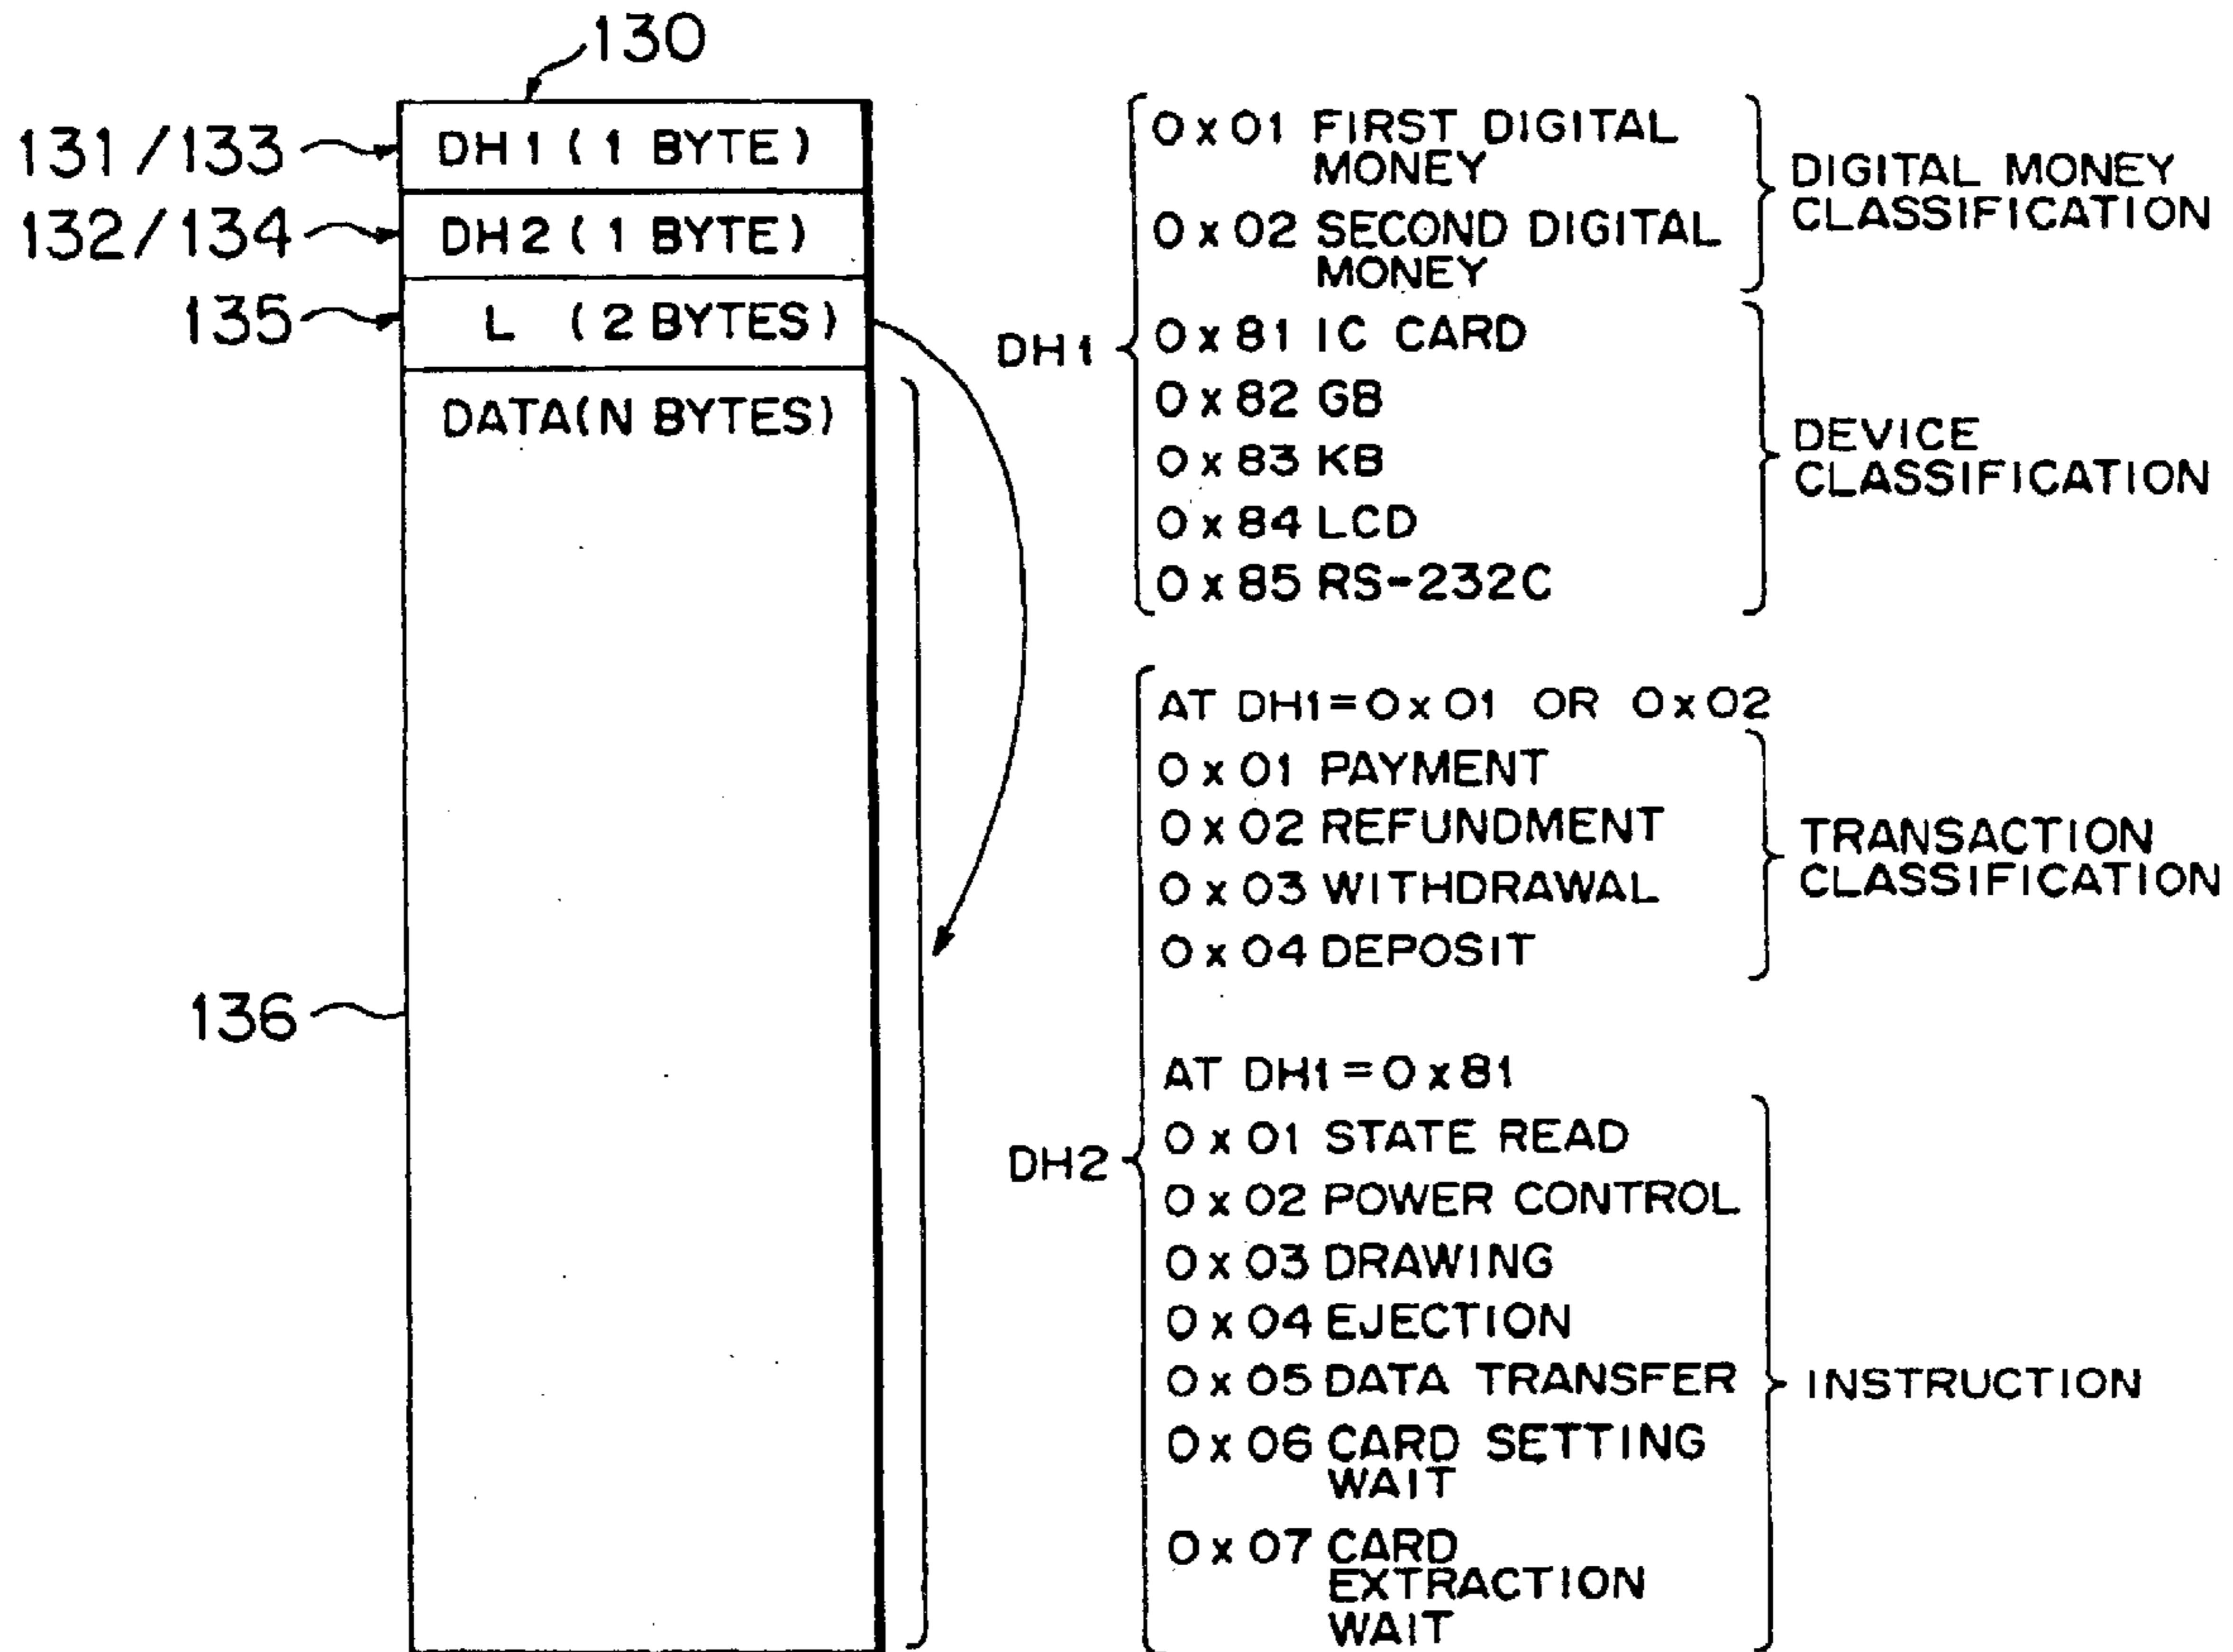 130
131/133
DH1 (1 BYTE)
132/134
DH2 (1 BYTE)
135
L (2 BYTES)
DATA(N BYTES)
136
DH1
0x01 FIRST DIGITAL
MONEY
0x02 SECOND DIGITAL
MONEY
DIGITAL MONEY
CLASSIFICATION
0x81 IC CARD
0x82 GB
0x83 KB
0x84 LCD
0x85 RS-232C
DEVICE
CLASSIFICATION
DH2
AT DH1=0x01 OR 0x02
0x01 PAYMENT
0x02 REFUNDMENT
0x03 WITHDRAWAL
0x04 DEPOSIT
TRANSACTION
CLASSIFICATION
AT DH1=0x81
0x01 STATE READ
0x02 POWER CONTROL
0x03 DRAWING
0x04 EJECTION
0x05 DATA TRANSFER
0x06 CARD SETTING
WAIT
0x07 CARD
EXTRACTION
WAIT
INSTRUCTION